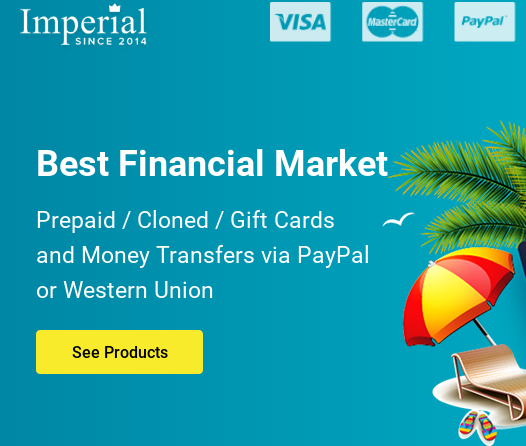 Imperial
SINCE 2014
VISA
MasterCard
PayPal
Best Financial Market
Prepaid / Cloned / Gift Cards
and Money Transfers via PayPal
or Western Union
See Products